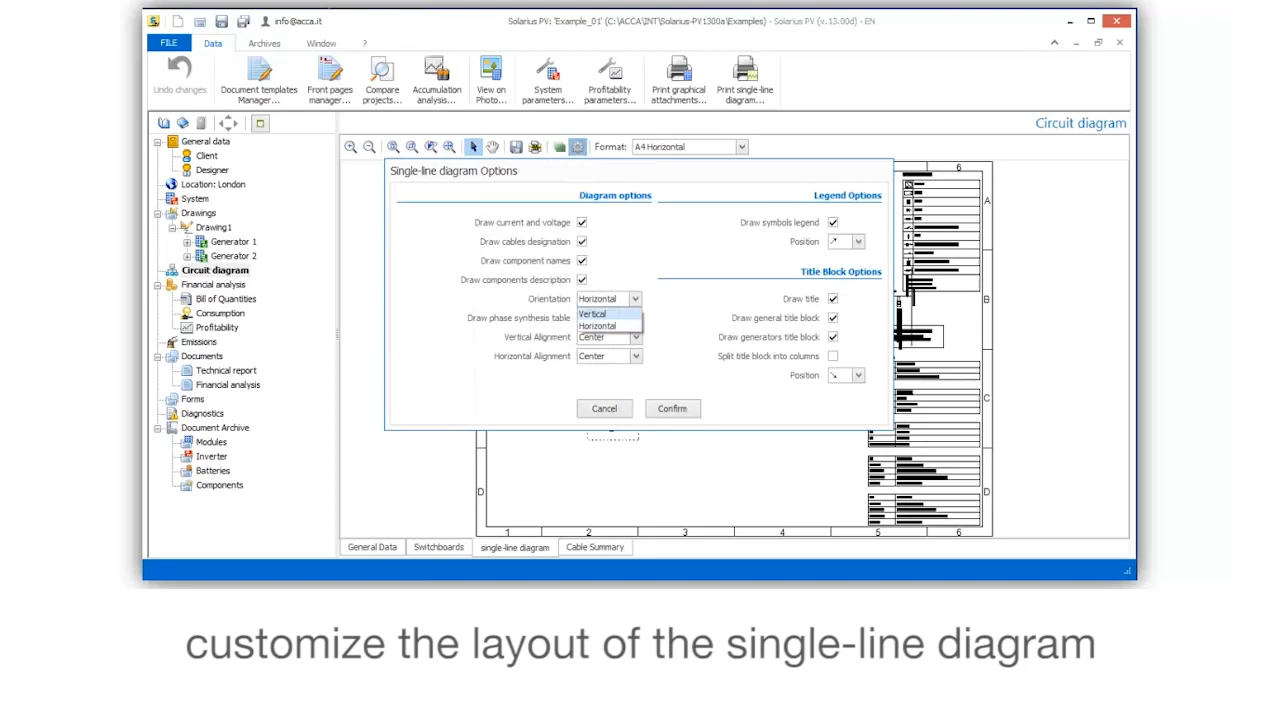 info@acca.it
Solarius PV: 'Example_01' (C:\ACCA\INT\Solarius-PV1300a\Examples) - Solarius PV (v.13.00d) - EN
FILE Data Archives Window ?
Undo changes
Document templates Manager...
Front pages manager...
Compare projects...
Accumulation analysis...
View on Photo...
System parameters...
Profitability parameters...
Print graphical attachments...
Print single-line diagram...
Circuit diagram
General data
Client
Designer
Location: London
System
Drawings
Drawing1
Generator 1
Generator 2
Circuit diagram
Financial analysis
Bill of Quantities
Consumption
Profitability
Emissions
Documents
Technical report
Financial analysis
Forms
Diagnostics
Document Archive
Modules
Inverter
Batteries
Components
Format: A4 Horizontal
Single-line diagram Options
Diagram options
Draw current and voltage
Draw cables designation
Draw component names
Draw components description
Orientation Horizontal
Vertical
Horizontal
Draw phase synthesis table
Vertical Alignment Center
Horizontal Alignment Center
Legend Options
Draw symbols legend
Position
Title Block Options
Draw title
Draw general title block
Draw generators title block
Split title block into columns
Position
Cancel Confirm
6
A
B
C
D D
1 2 3 4 5 6
General Data Switchboards single-line diagram Cable Summary
customize the layout of the single-line diagram